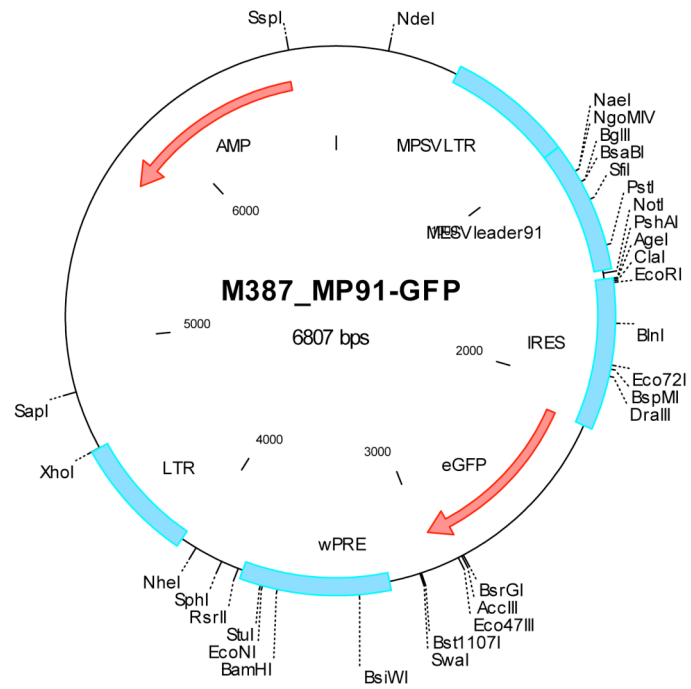 SspI
NdeI
NaeI
NgoMIV
BglII
BsaBI
SfiI
PstI
NotI
PshAI
AgeI
ClaI
EcoRI
AMP
MPSVLTR
6000
MESVleader91
M387_MP91-GFP
6807 bps
5000
2000
IRES
BlnI
Eco72I
BspMI
DraIII
SapI
XhoI
LTR
4000
3000
eGFP
wPRE
NheI
SphI
RsrII
StuI
EcoNI
BamHI
BsiWI
BsrGI
AccIII
Eco47III
Bst1107I
SwaI